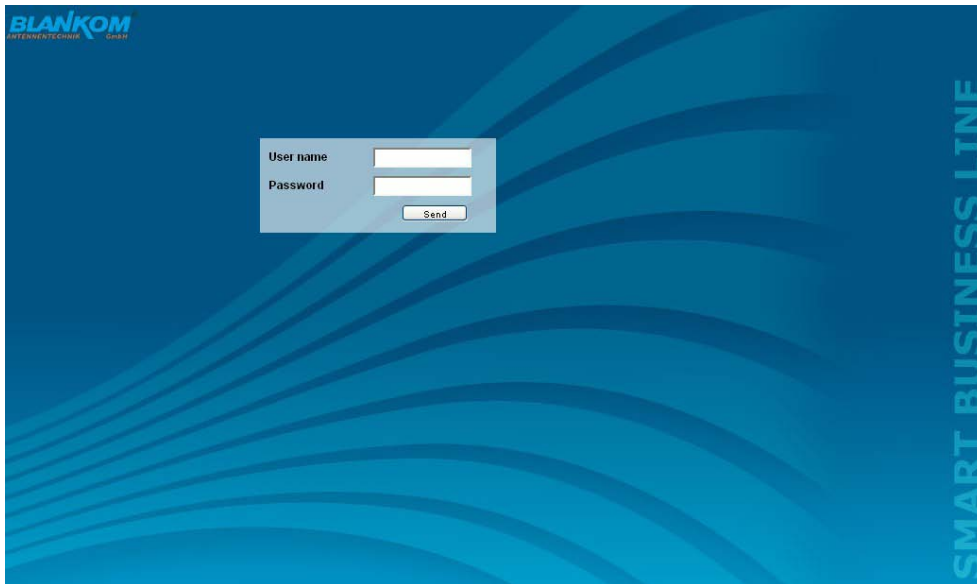 BLANKOM
ANTENNENTECHNIK GmbH
User name
Password
Send
SMART BUSINESS LINE